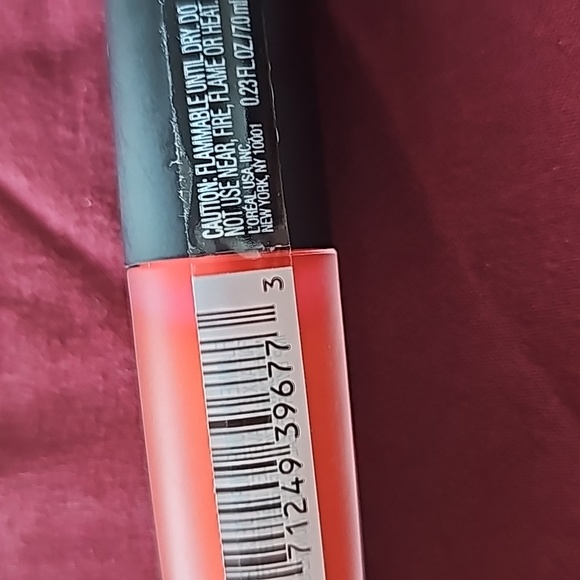 CAUTION: FLAMMABLE UNTIL DRY. DO
NOT USE NEAR, FIRE, FLAME OR HEAT.
L'OREAL USA, INC.
NEW YORK, NY 10001 0.23 FL. OZ./7.0 ml
71249 39677 3